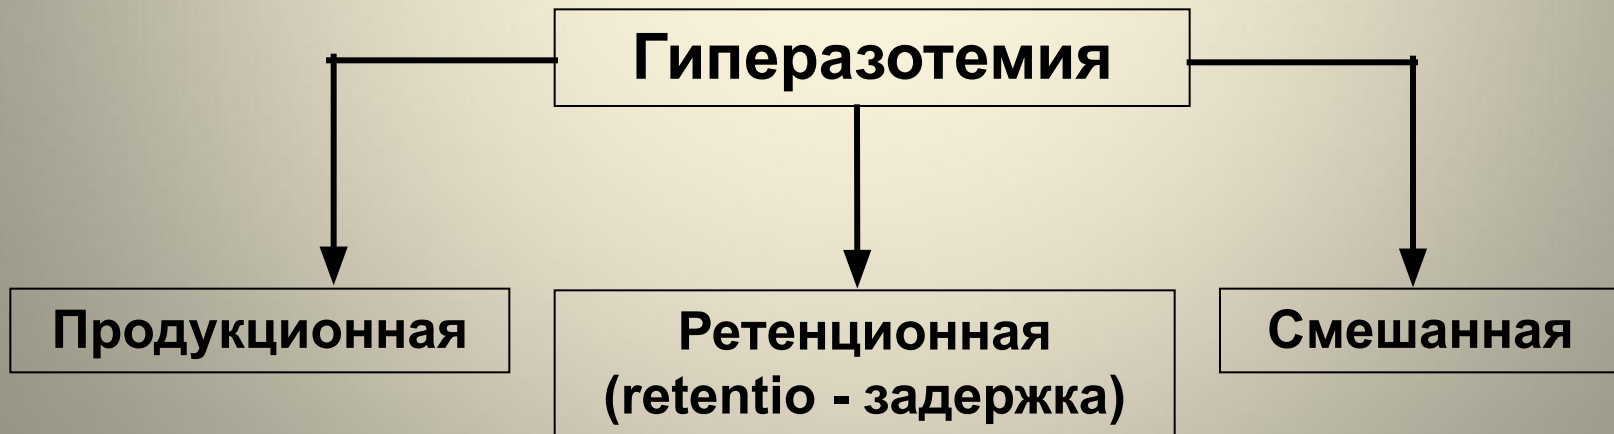 Гиперазотемия
Продукционная
Ретенционная
(retentio - задержка)
Смешанная